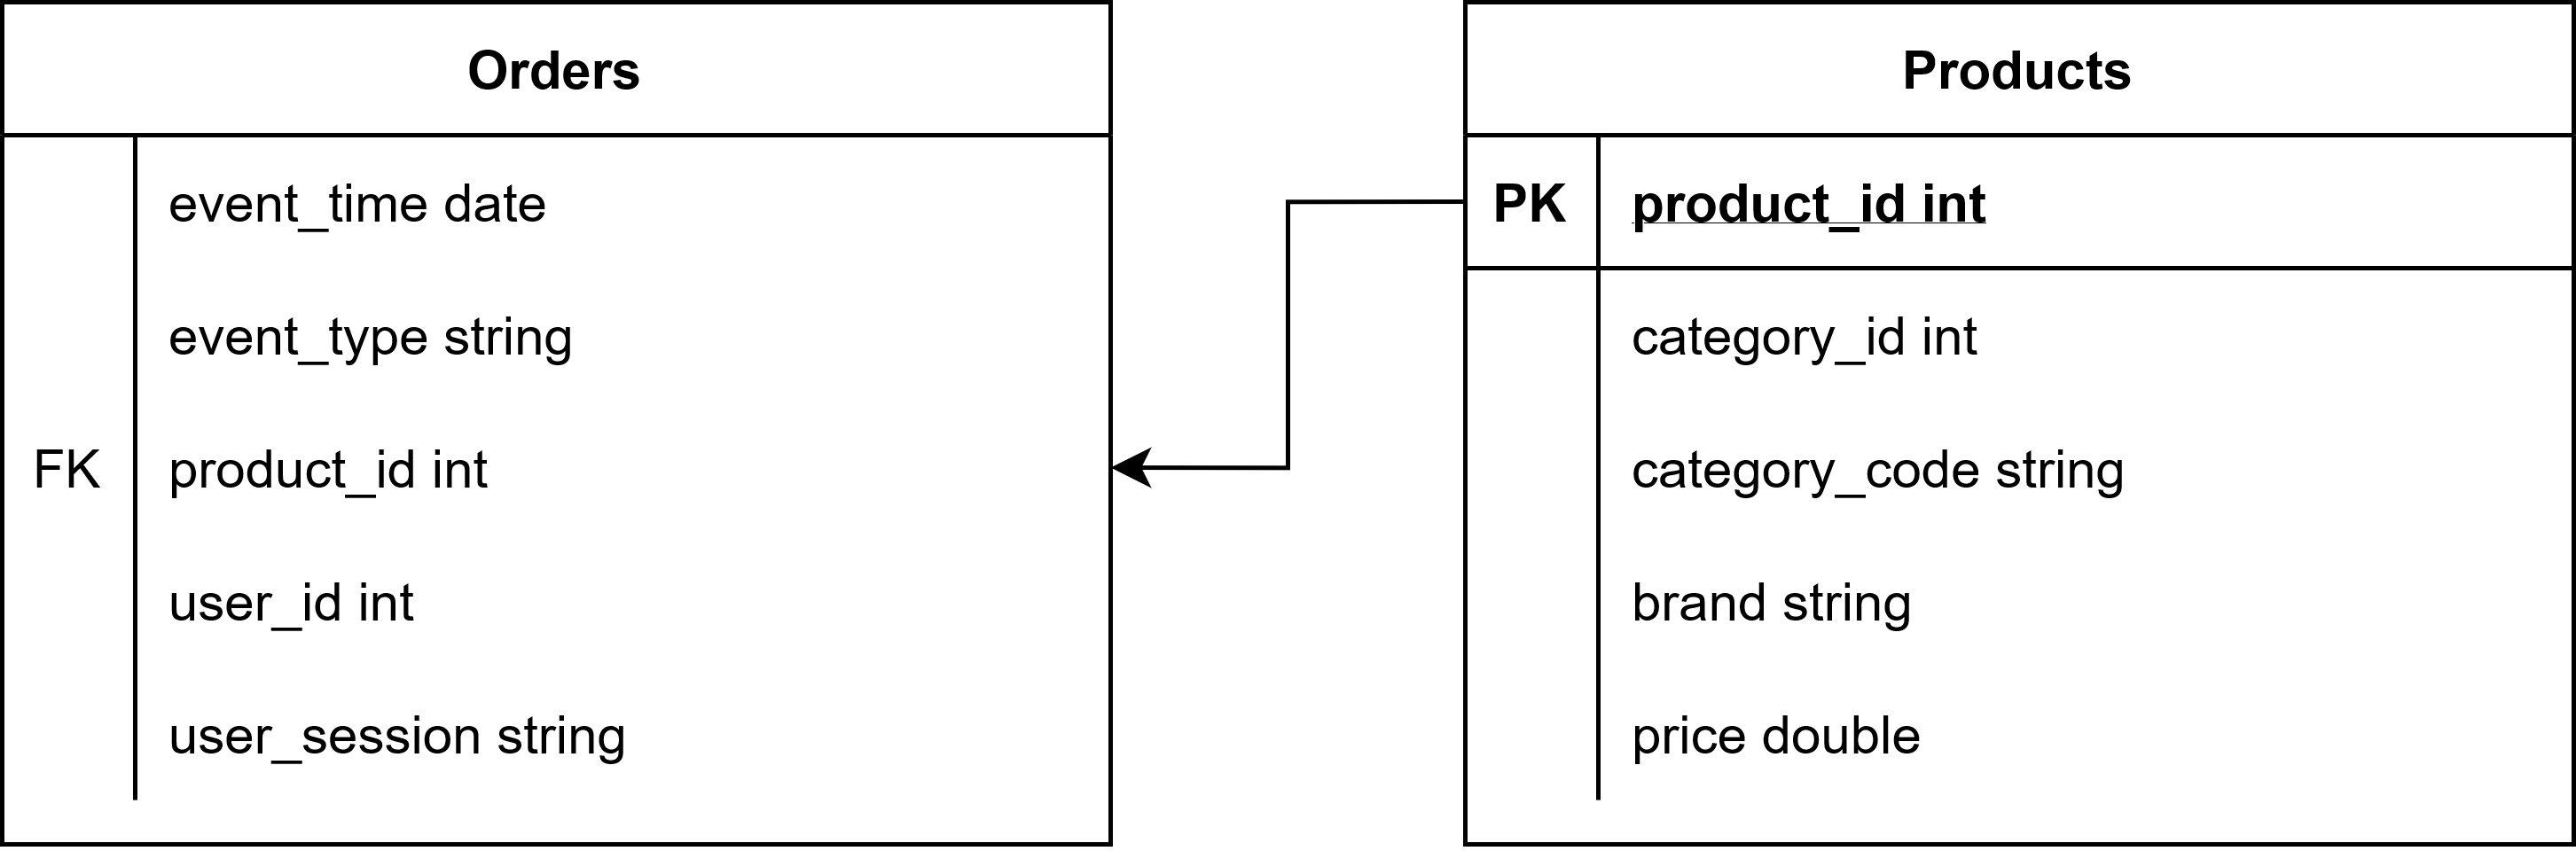 Orders
event_time date
event_type string
FK product_id int
user_id int
user_session string
Products
PK product_id int
category_id int
category_code string
brand string
price double